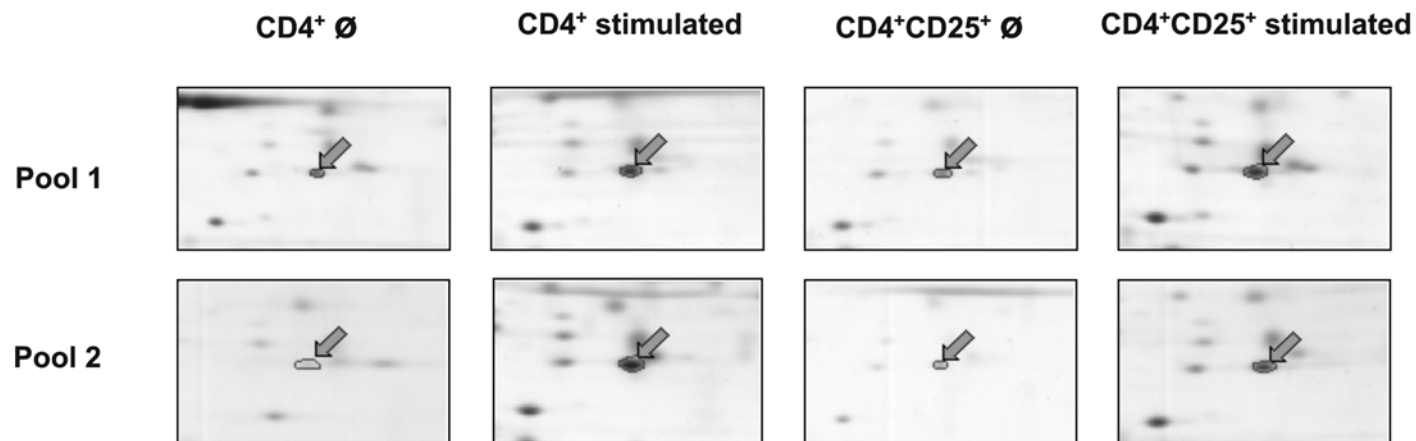 CD4⁺ Ø CD4⁺ stimulated CD4⁺CD25⁺ Ø CD4⁺CD25⁺ stimulated
Pool 1
Pool 2